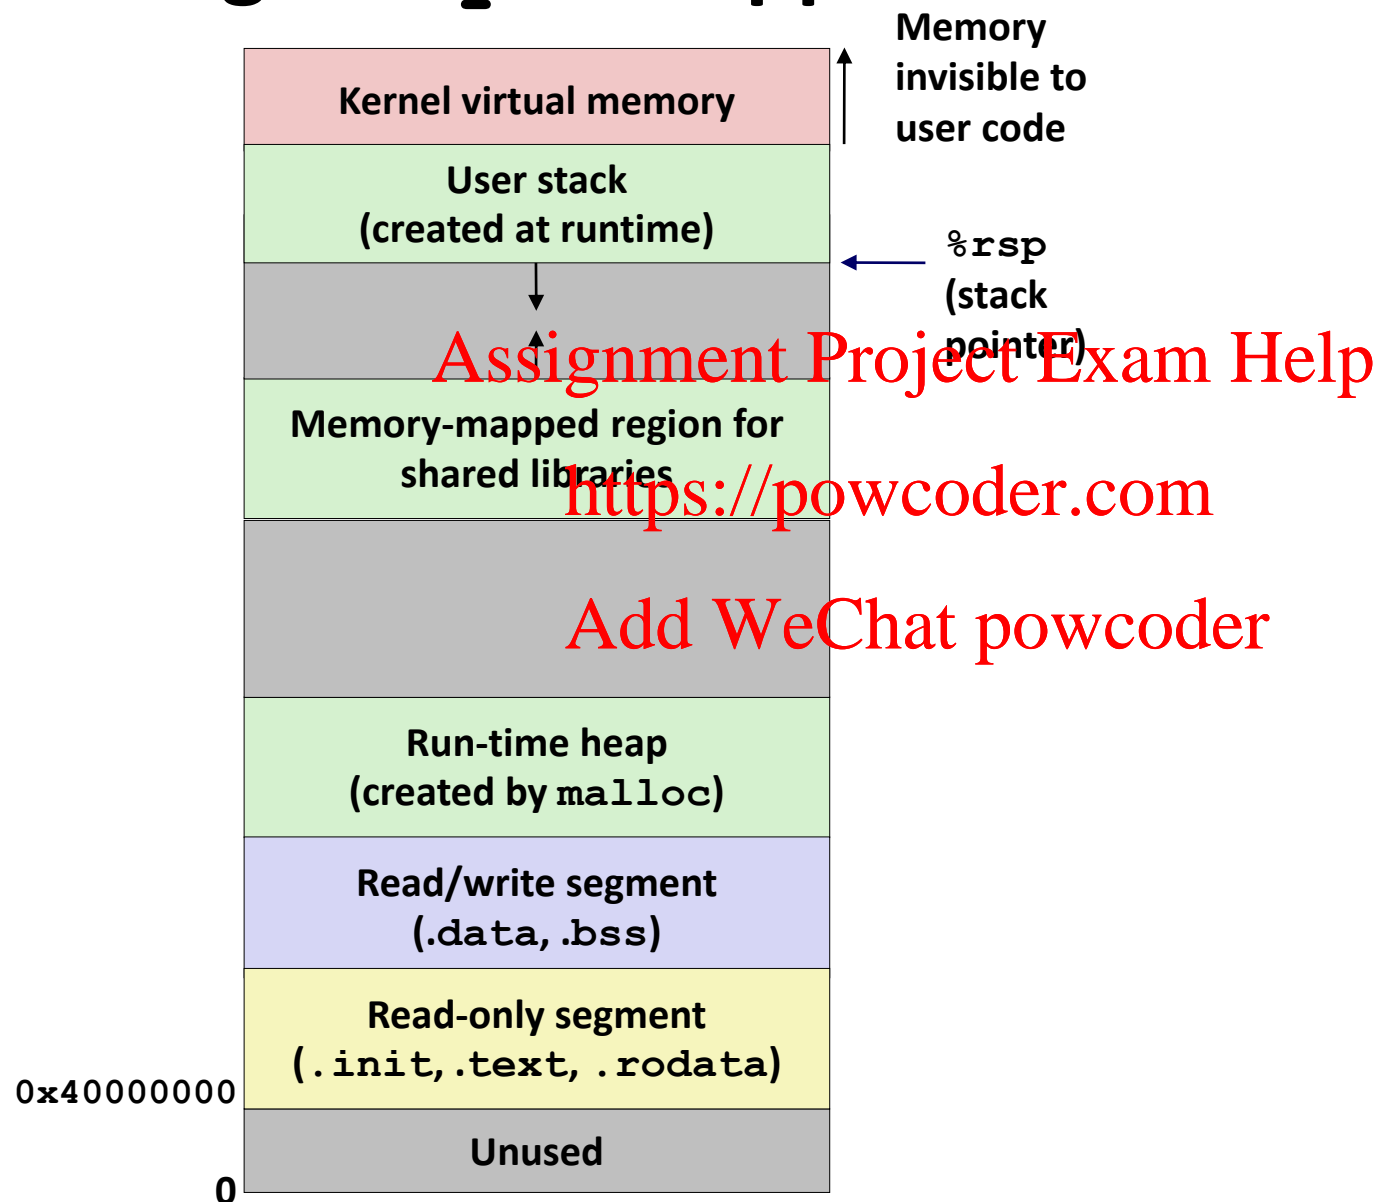 Memory
invisible to
user code
Kernel virtual memory
User stack
(created at runtime)
%rsp
(stack
pointer)
Assignment Project Exam Help
Memory-mapped region for
shared libraries
https://powcoder.com
Add WeChat powcoder
Run-time heap
(created by malloc)
Read/write segment
(.data, .bss)
Read-only segment
(.init, .text, .rodata)
0x40000000
Unused
0